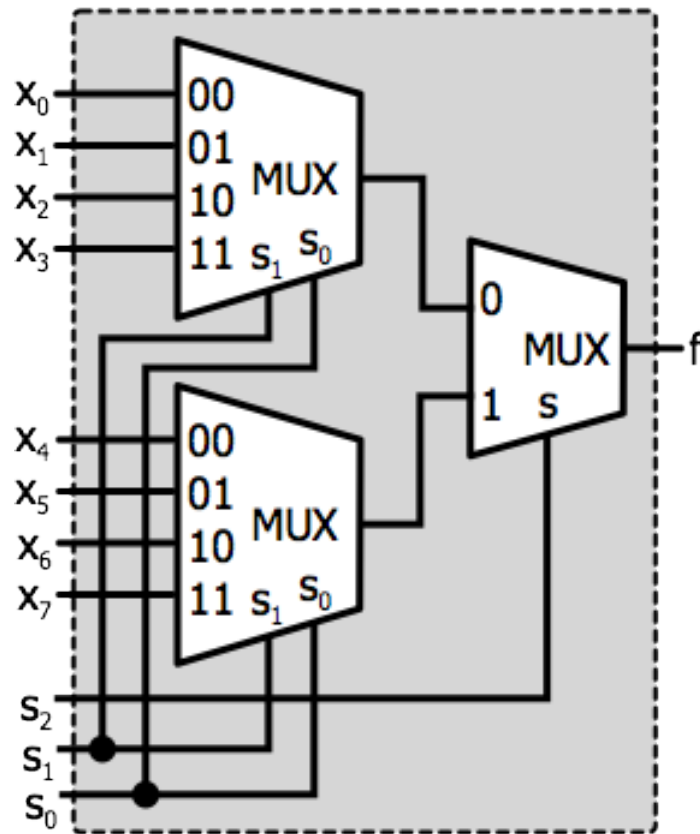 x₀ 00
x₁ 01
MUX
x₂ 10
x₃ 11 s₁ s₀
0
MUX f
1 s
x₄ 00
x₅ 01
MUX
x₆ 10
x₇ 11 s₁ s₀
s₂
s₁
s₀